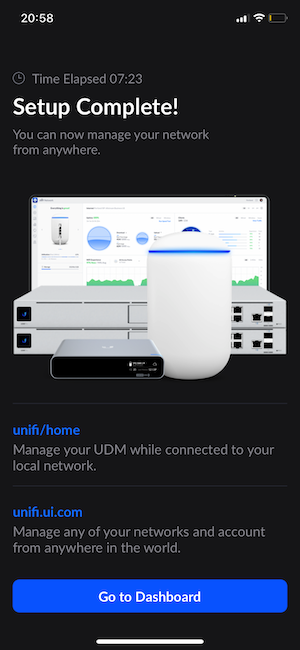 20:58
Time Elapsed 07:23
Setup Complete!
You can now manage your network
from anywhere.
unifi/home
Manage your UDM while connected to your
local network.
unifi.ui.com
Manage any of your networks and account
from anywhere in the world.
Go to Dashboard